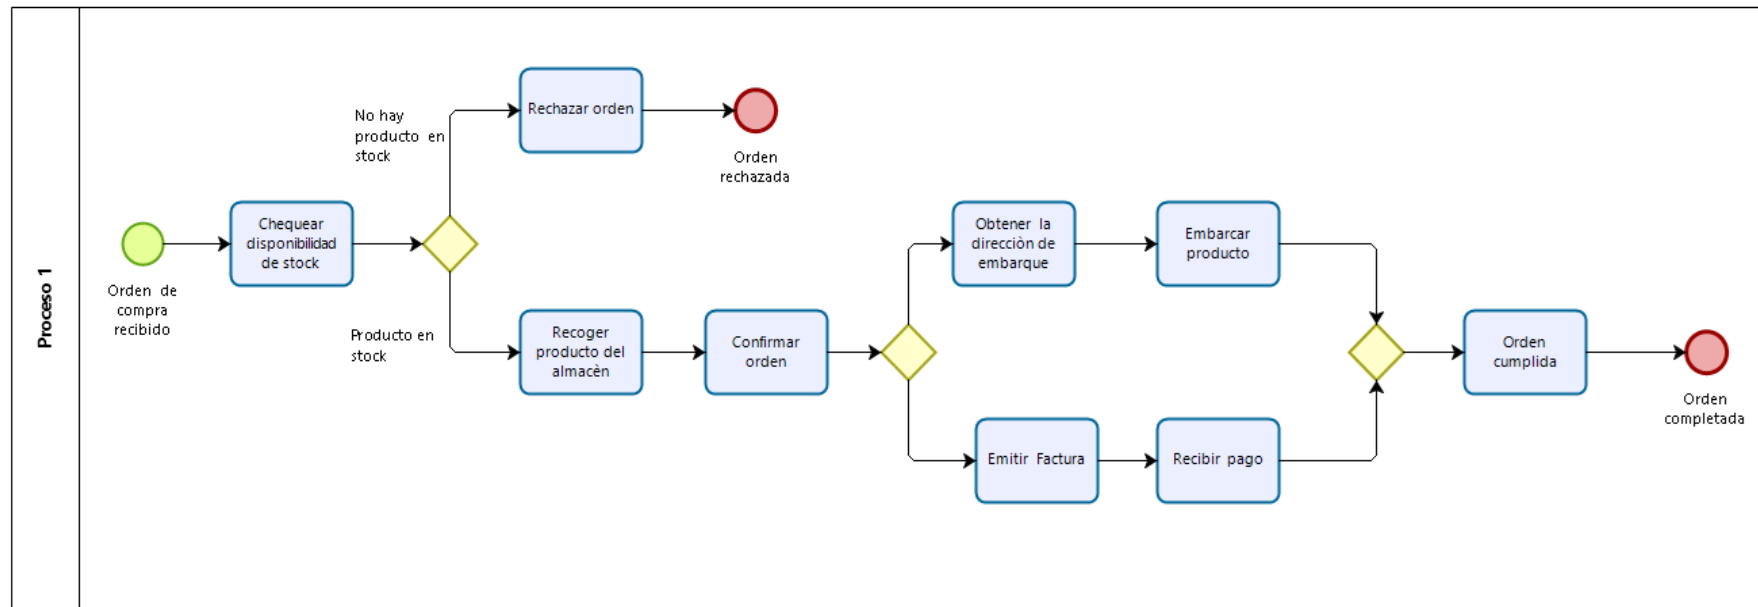 Proceso 1
Orden de
compra
recibido
Chequear
disponibilidad
de stock
No hay
producto en
stock
Rechazar orden
Orden
rechazada
Producto en
stock
Recoger
producto del
almacèn
Confirmar
orden
Obtener la
direcciòn de
embarque
Embarcar
producto
Emitir Factura
Recibir pago
Orden
cumplida
Orden
completada